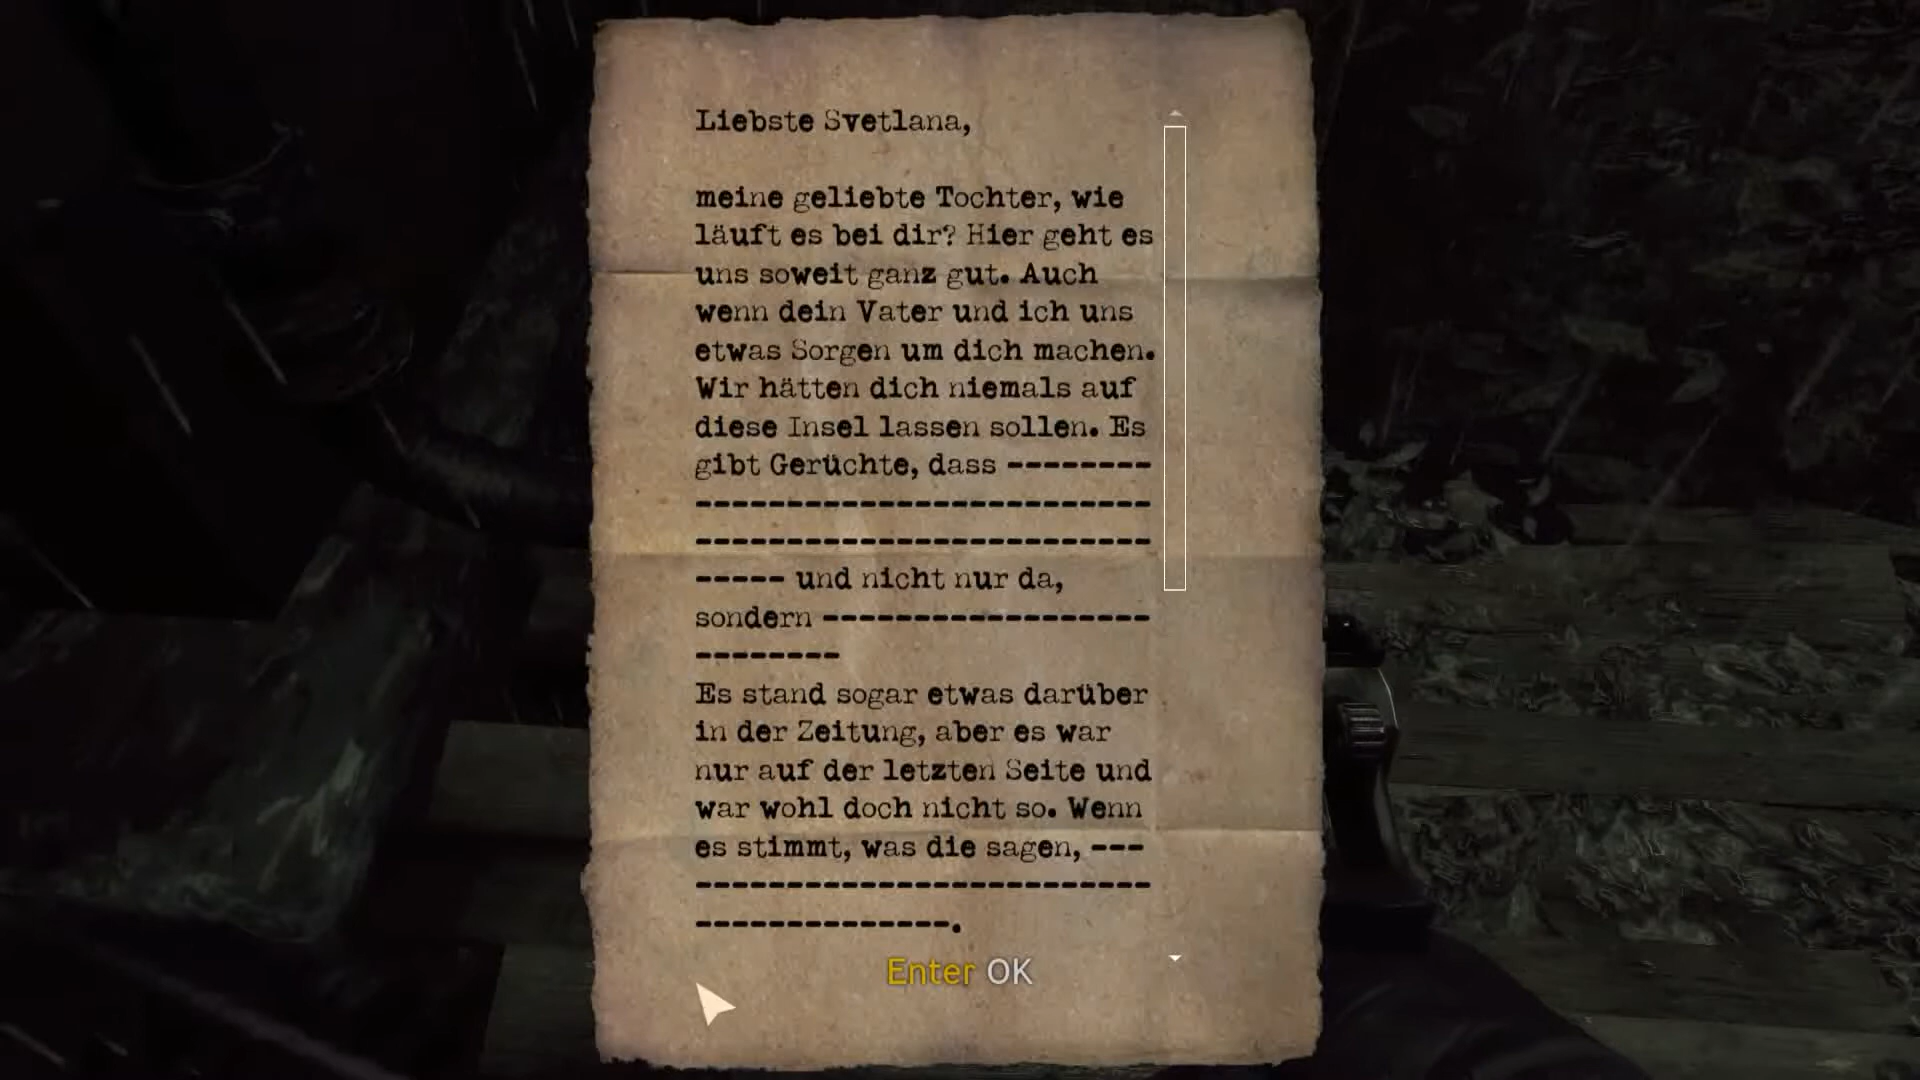 Liebste Svetlana,
meine geliebte Tochter, wie
läuft es bei dir? Hier geht es
uns soweit ganz gut. Auch
wenn dein Vater und ich uns
etwas Sorgen um dich machen.
Wir hätten dich niemals auf
diese Insel lassen sollen. Es
gibt Gerüchte, dass --------
-------------------------
-------------------------
----- und nicht nur da,
sondern ------------------
--------
Es stand sogar etwas darüber
in der Zeitung, aber es war
nur auf der letzten Seite und
war wohl doch nicht so. Wenn
es stimmt, was die sagen, ---
-------------------------
--------------.
Enter OK